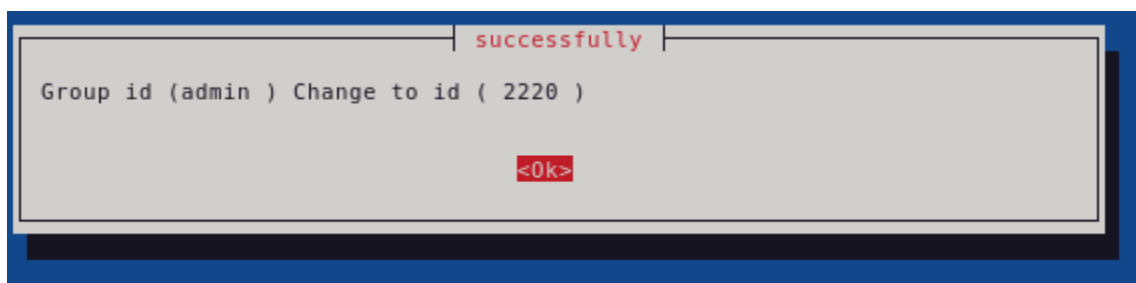 successfully
Group id (admin ) Change to id ( 2220 )
<Ok>